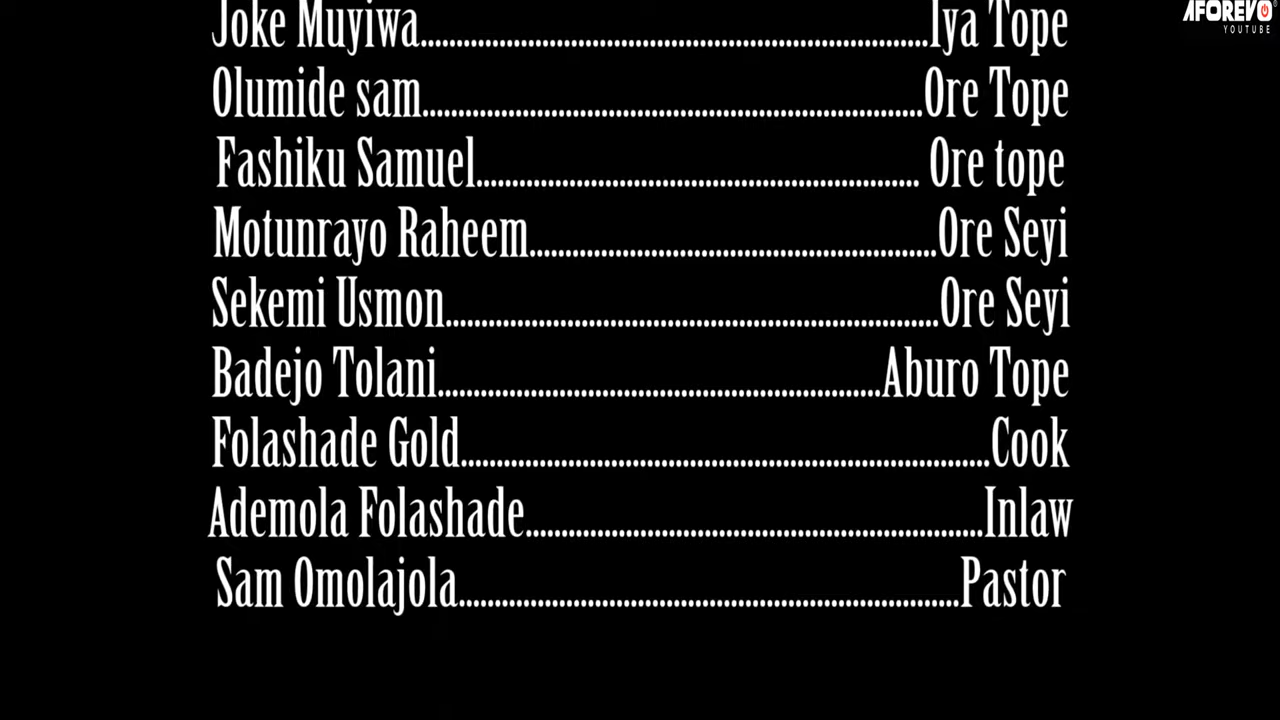 AFOREVO
YOUTUBE
Joke Muyiwa..........................................................................Iya Tope
Olumide sam........................................................................Ore Tope
Fashiku Samuel................................................................ Ore tope
Motunrayo Raheem...........................................................Ore Seyi
Sekemi Usmon.......................................................................Ore Seyi
Badejo Tolani................................................................Aburo Tope
Folashade Gold............................................................................Cook
Ademola Folashade..................................................................Inlaw
Sam Omolajola........................................................................Pastor